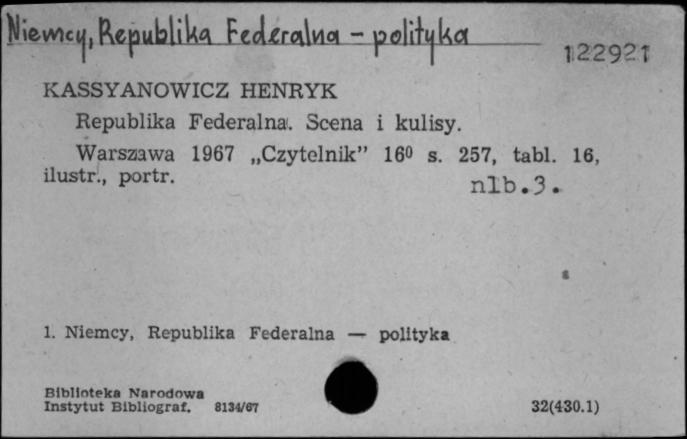 Niemcy, Republika Federalna - polityka
122921
KASSYANOWICZ HENRYK
Republika Federalna. Scena i kulisy.
Warszawa 1967 „Czytelnik” 16⁰ s. 257, tabl. 16,
ilustr., portr.
nlb.3.
1. Niemcy, Republika Federalna — polityka
Biblioteka Narodowa
Instytut Bibliograf. 8134/67
32(430.1)